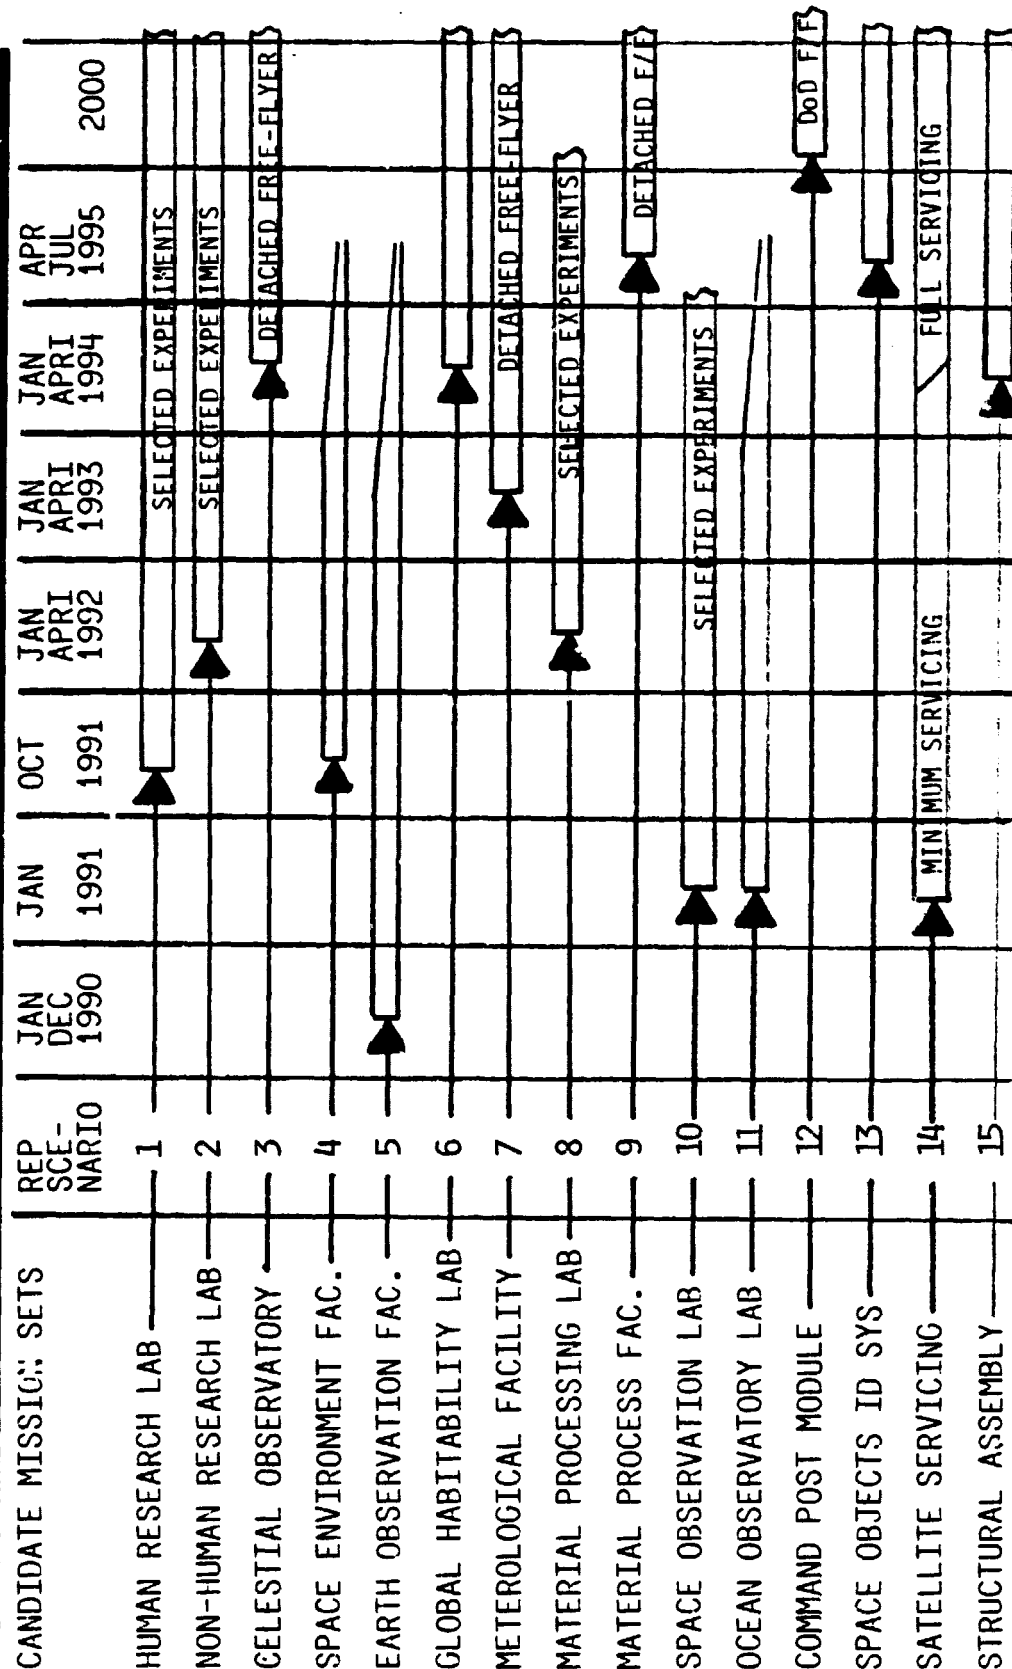 CANDIDATE MISSION SETS
REP
SCE-
NARIO
JAN
DEC
1990
JAN
1991
OCT
1991
JAN
APRI
1992
JAN
APRI
1993
JAN
APRI
1994
APR
JUL
1995
2000
HUMAN RESEARCH LAB 1 SELECTED EXPERIMENTS
NON-HUMAN RESEARCH LAB 2 SELECTED EXPERIMENTS
CELESTIAL OBSERVATORY 3 DETACHED FREE-FLYER
SPACE ENVIRONMENT FAC. 4
EARTH OBSERVATION FAC. 5
GLOBAL HABITABILITY LAB 6
METEROLOGICAL FACILITY 7 DETACHED FREE-FLYER
MATERIAL PROCESSING LAB 8 SELECTED EXPERIMENTS
MATERIAL PROCESS FAC. 9 DETACHED F/F
SPACE OBSERVATION LAB 10 SELECTED EXPERIMENTS
OCEAN OBSERVATORY LAB 11
COMMAND POST MODULE 12 DoD F/F
SPACE OBJECTS ID SYS 13
SATELLITE SERVICING 14 MINIMUM SERVICING FULL SERVICING
STRUCTURAL ASSEMBLY 15